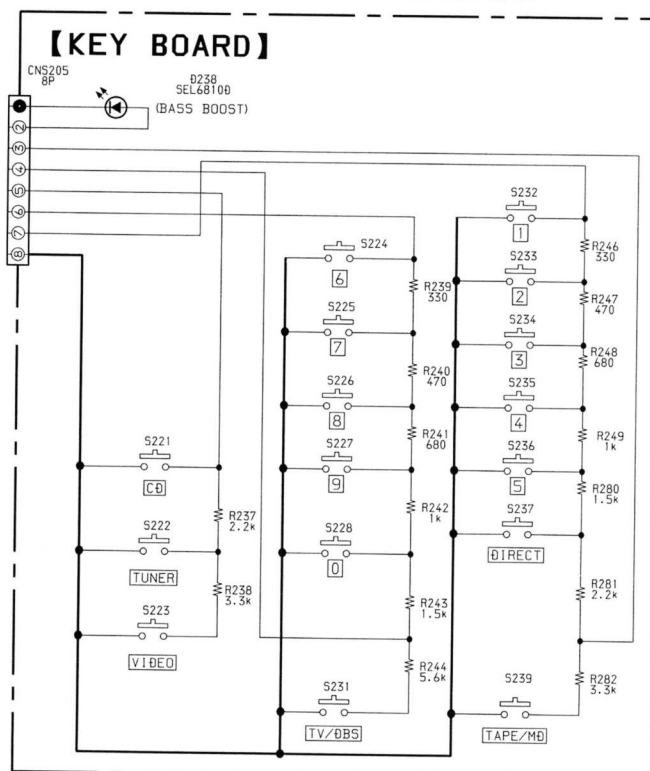 【KEY BOARD】
CNS205
8P
D238
SEL6810D
(BASS BOOST)
2
3
4
5
6
7
8
S232
1
R246
330
S224
6
S233
2
R239
330
R247
470
S225
7
S234
3
R248
680
R240
470
S226
8
S235
4
R241
680
R249
1k
S221
CD
S227
9
S236
5
R280
1.5k
R237
2.2k
R242
1k
S237
DIRECT
S222
TUNER
S228
0
R238
3.3k
R243
1.5k
R281
2.2k
S223
VIDEO
R244
5.6k
R282
3.3k
S231
TV/DBS
S239
TAPE/MD